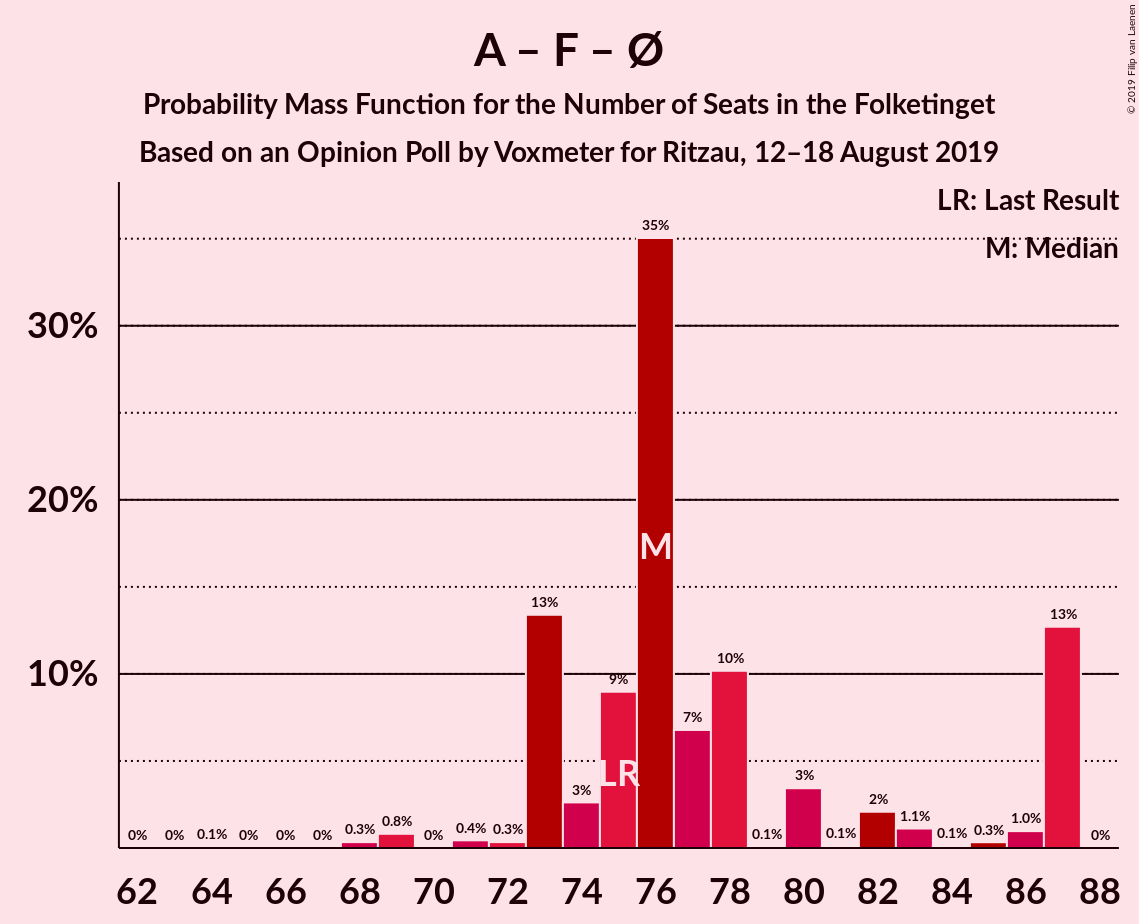 A – F – Ø
Probability Mass Function for the Number of Seats in the Folketinget
Based on an Opinion Poll by Voxmeter for Ritzau, 12–18 August 2019
© 2019 Filip van Laenen
LR: Last Result
M: Median
30%
20%
10%
0% 0% 0.1% 0% 0% 0% 0.3% 0.8% 0% 0.4% 0.3% 13% 3% 9% 35% 7% 10% 0.1% 3% 0.1% 2% 1.1% 0.1% 0.3% 1.0% 13% 0%
M
LR
62 64 66 68 70 72 74 76 78 80 82 84 86 88